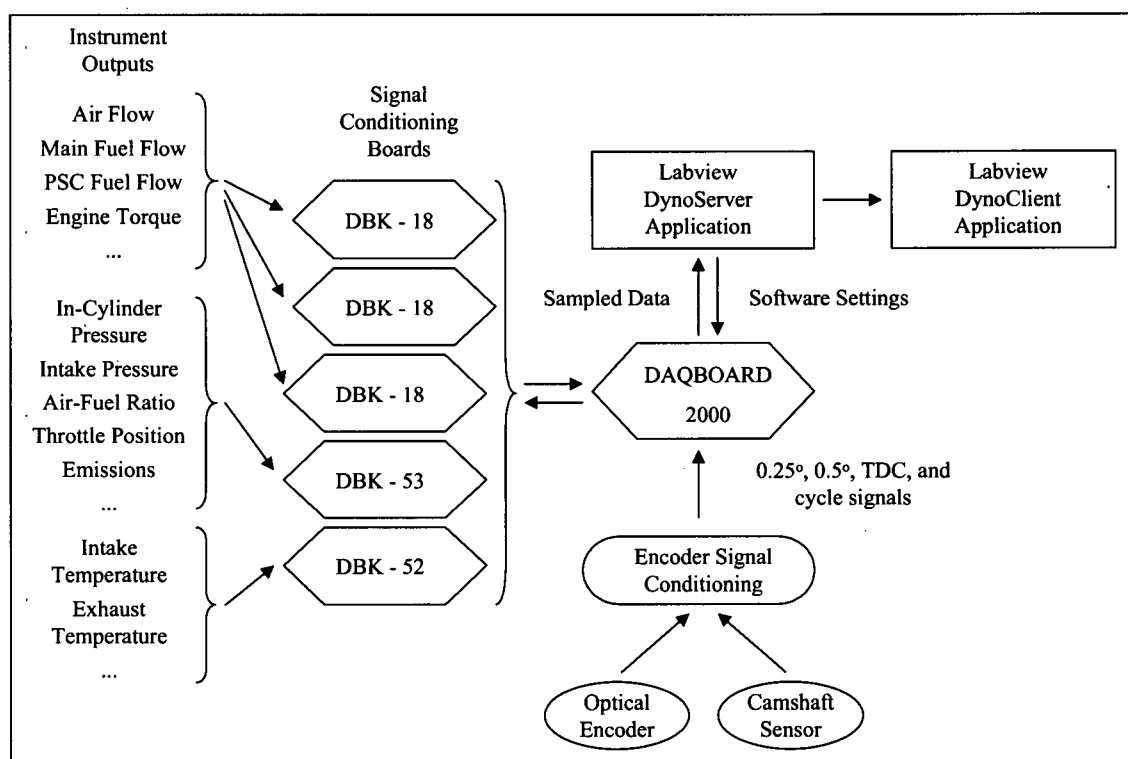 Instrument
Outputs
Air Flow
Main Fuel Flow
PSC Fuel Flow
Engine Torque
...
In-Cylinder
Pressure
Intake Pressure
Air-Fuel Ratio
Throttle Position
Emissions
...
Intake
Temperature
Exhaust
Temperature
...
Signal
Conditioning
Boards
DBK - 18
DBK - 18
DBK - 18
DBK - 53
DBK - 52
Labview
DynoServer
Application
Labview
DynoClient
Application
Sampled Data
Software Settings
DAQBOARD
2000
0.25º, 0.5º, TDC, and
cycle signals
Encoder Signal
Conditioning
Optical
Encoder
Camshaft
Sensor